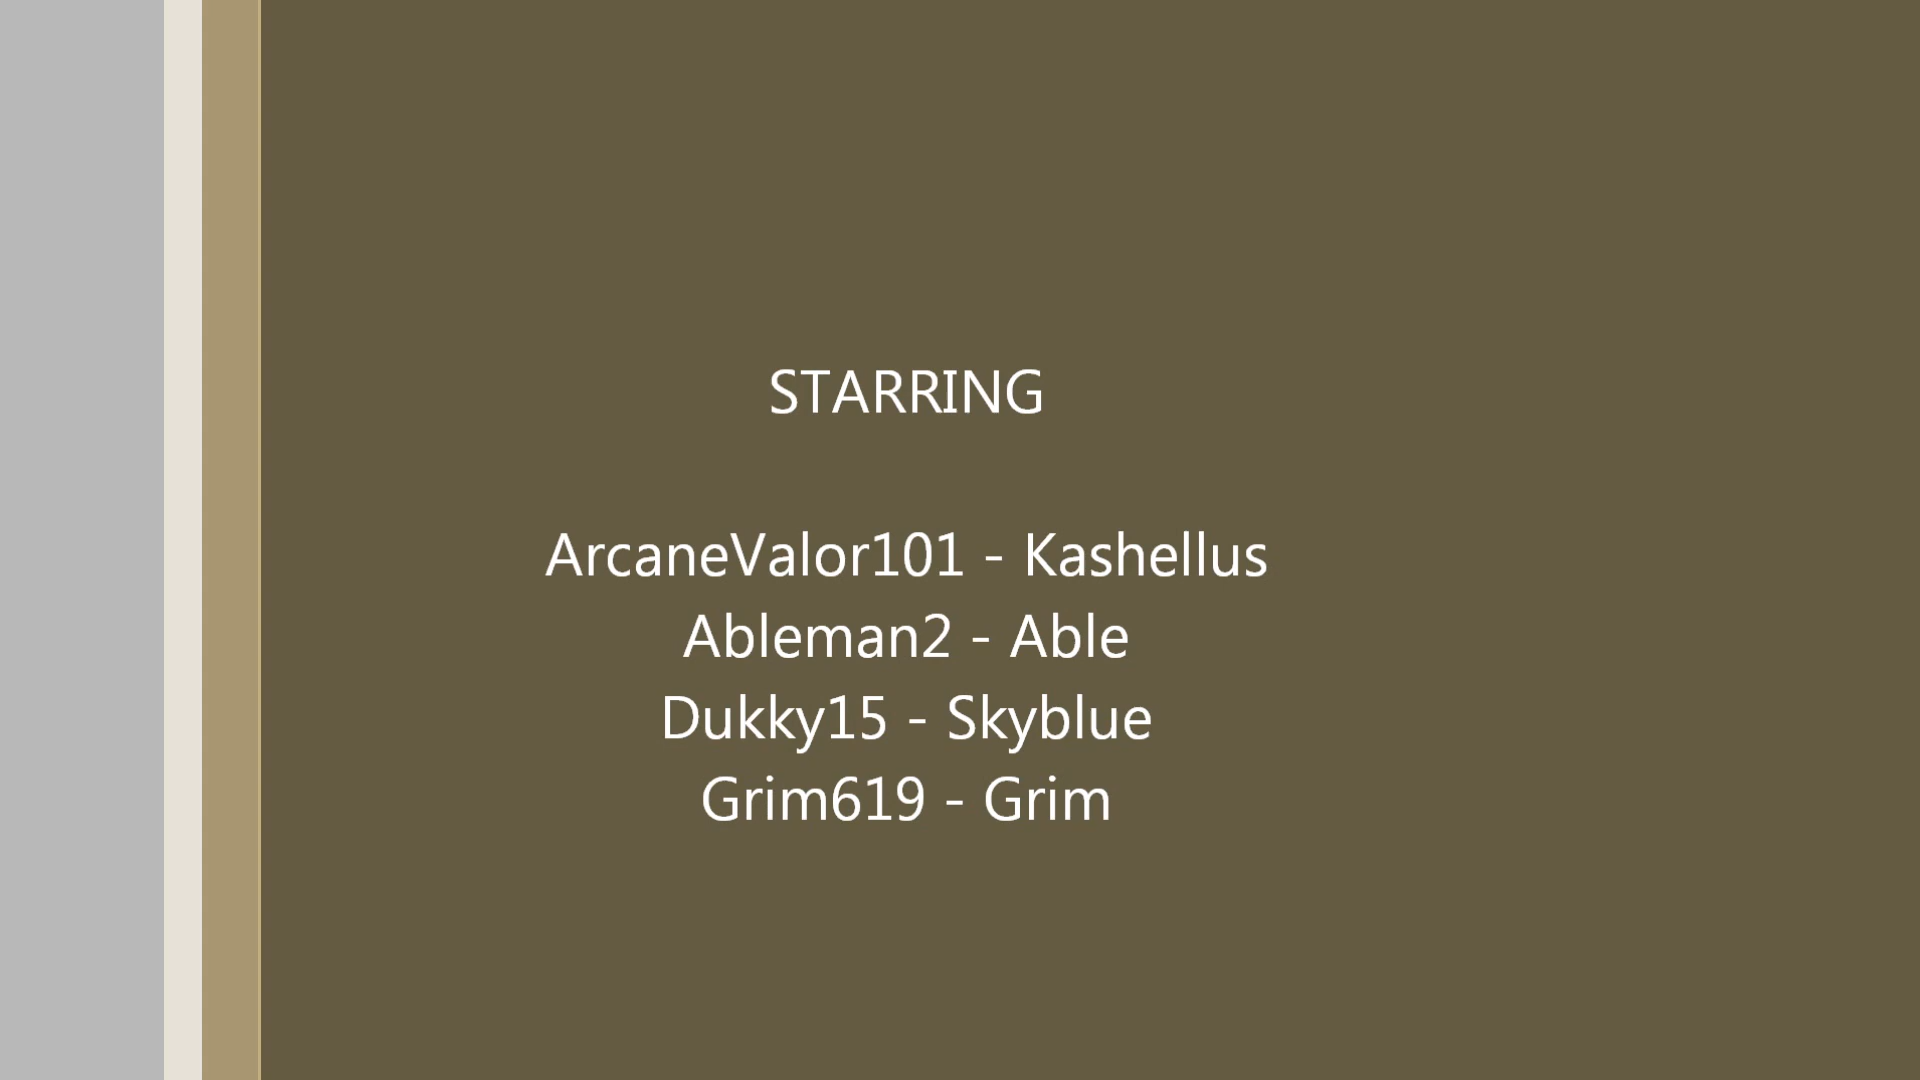 STARRING
ArcaneValor101 - Kashellus
Ableman2 - Able
Dukky15 - Skyblue
Grim619 - Grim